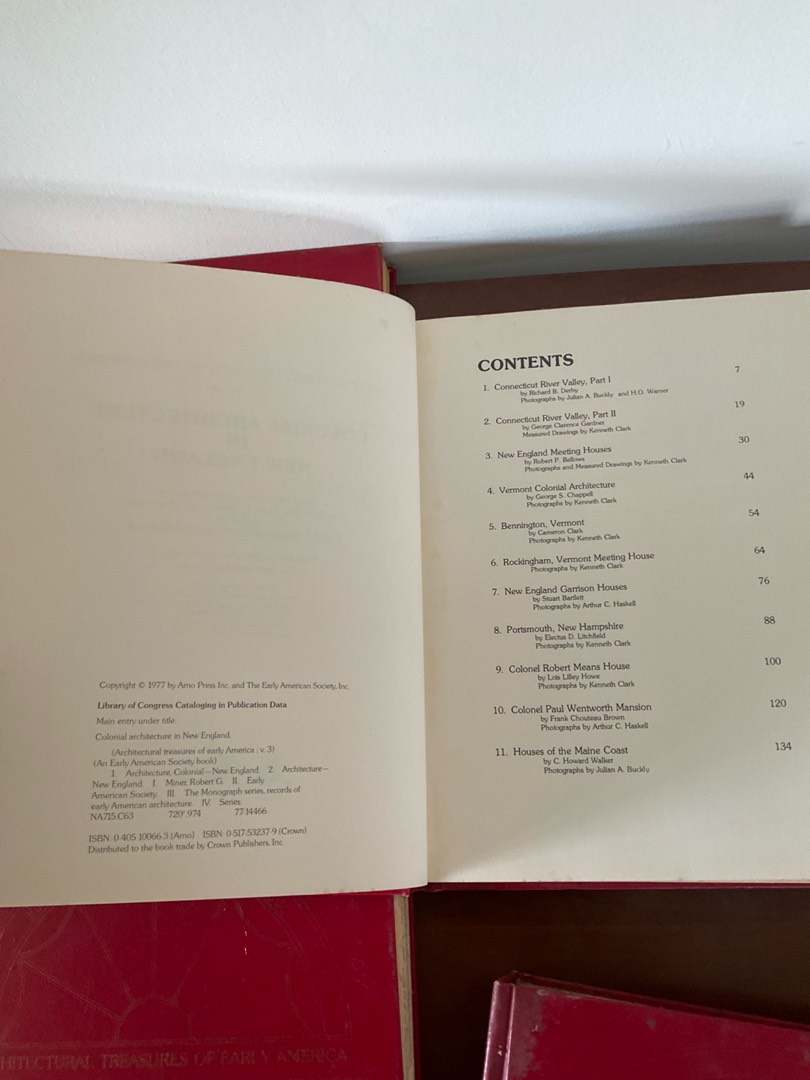 Copyright © 1977 by Arno Press Inc. and The Early American Society, Inc.
Library of Congress Cataloging in Publication Data
Main entry under title:
Colonial architecture in New England.
(Architectural treasures of early America ; v. 3)
(An Early American Society book)
1. Architecture, Colonial—New England. 2. Architecture—
New England. I. Miner, Robert G. II. Early
American Society. III. The Monograph series, records of
early American architecture. IV. Series.
NA715.C63 720'.974 77-14466
ISBN: 0-405-10066-3 (Arno) ISBN: 0-517-53237-9 (Crown)
Distributed to the book trade by Crown Publishers, Inc.
CONTENTS
1. Connecticut River Valley, Part I 7
by Richard B. Derby
Photographs by Julian A. Buckly and H.O. Warner
2. Connecticut River Valley, Part II 19
by George Clarence Gardner
Measured Drawings by Kenneth Clark
3. New England Meeting Houses 30
by Robert P. Bellows
Photographs and Measured Drawings by Kenneth Clark
4. Vermont Colonial Architecture 44
by George S. Chappell
Photographs by Kenneth Clark
5. Bennington, Vermont 54
by Cameron Clark
Photographs by Kenneth Clark
6. Rockingham, Vermont Meeting House 64
Photographs by Kenneth Clark
7. New England Garrison Houses 76
by Stuart Bartlett
Photographs by Arthur C. Haskell
8. Portsmouth, New Hampshire 88
by Electus D. Litchfield
Photographs by Kenneth Clark
9. Colonel Robert Means House 100
by Lois Lilley Howe
Photographs by Kenneth Clark
10. Colonel Paul Wentworth Mansion 120
by Frank Chouteau Brown
Photographs by Arthur C. Haskell
11. Houses of the Maine Coast 134
by C. Howard Walker
Photographs by Julian A. Buckly
HITECTURAL TREASURES OF EARLY AMERICA